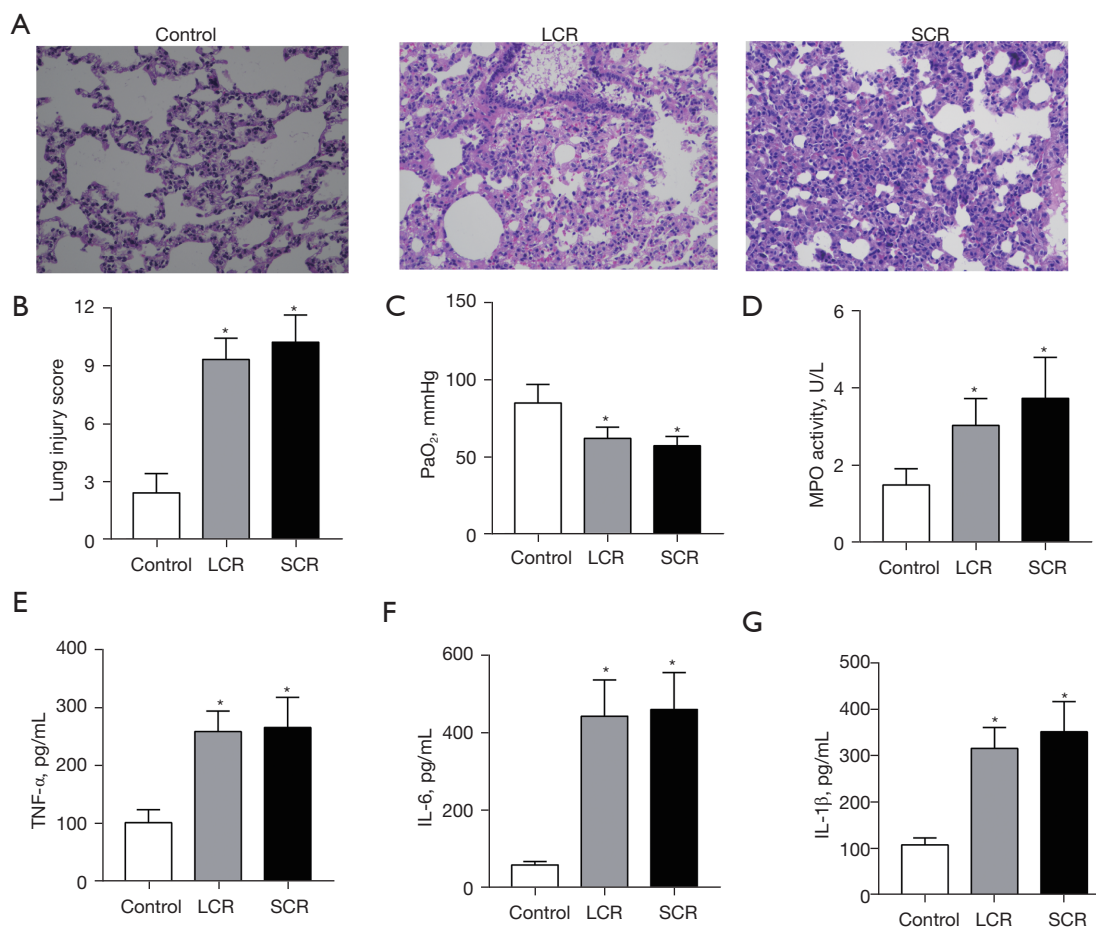 A
Control
LCR
SCR
B
Lung injury score
12
9
6
3
0
*
*
Control LCR SCR
C
PaO2, mmHg
150
100
50
0
*
*
Control LCR SCR
D
MPO activity, U/L
6
4
2
0
*
*
Control LCR SCR
E
TNF-α, pg/mL
400
300
200
100
0
*
*
Control LCR SCR
F
IL-6, pg/mL
600
400
200
0
*
*
Control LCR SCR
G
IL-1β, pg/mL
500
400
300
200
100
0
*
*
Control LCR SCR